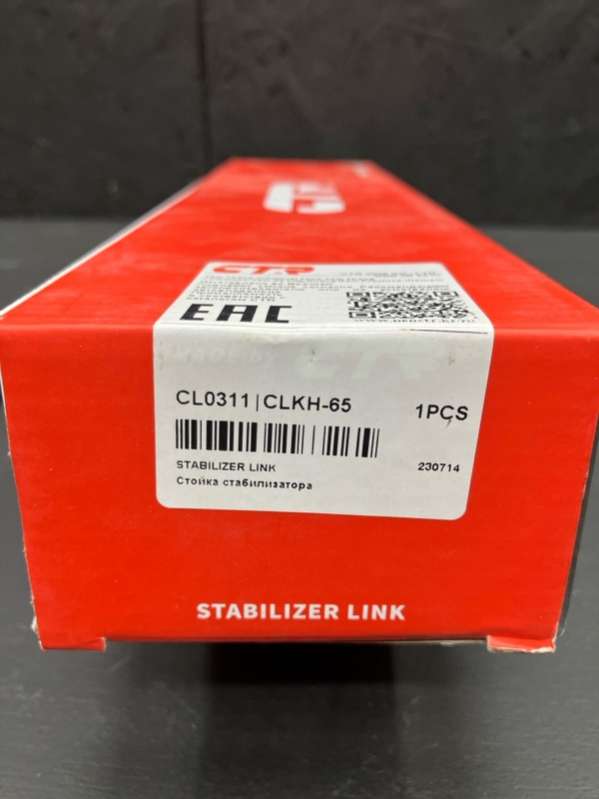 CTR
EAC
CL0311|CLKH-65
1PCS
STABILIZER LINK
230714
Стойка стабилизатора
STABILIZER LINK